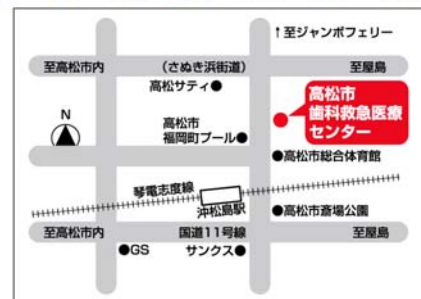 ↑至ジャンボフェリー
至高松市内
（さぬき浜街道）
至屋島
高松サティ●
高松市
歯科救急医療
センター
N
高松市
福岡町プール●
●高松市総合体育館
琴電志度線
沖松島駅
●高松市斎場公園
至高松市内
国道11号線
至屋島
●GS
サンクス●